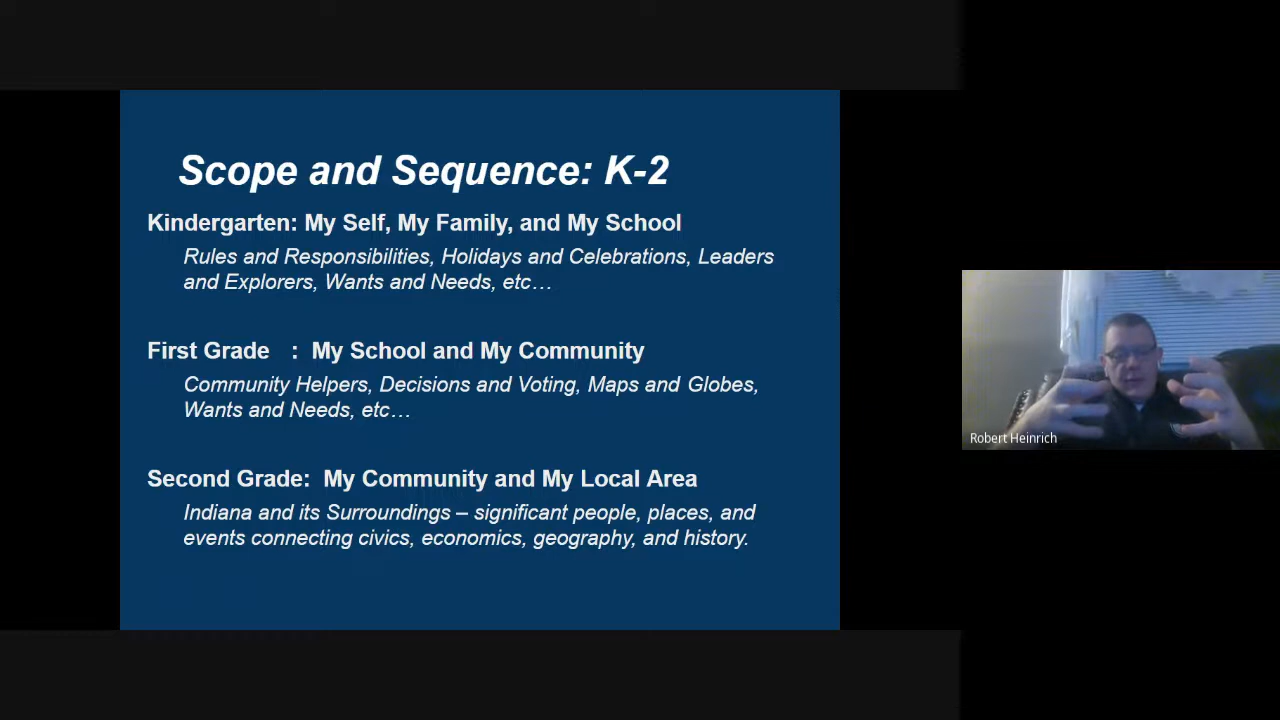 Scope and Sequence: K-2
Kindergarten: My Self, My Family, and My School
Rules and Responsibilities, Holidays and Celebrations, Leaders
and Explorers, Wants and Needs, etc…
First Grade : My School and My Community
Community Helpers, Decisions and Voting, Maps and Globes,
Wants and Needs, etc…
Second Grade: My Community and My Local Area
Indiana and its Surroundings – significant people, places, and
events connecting civics, economics, geography, and history.
Robert Heinrich